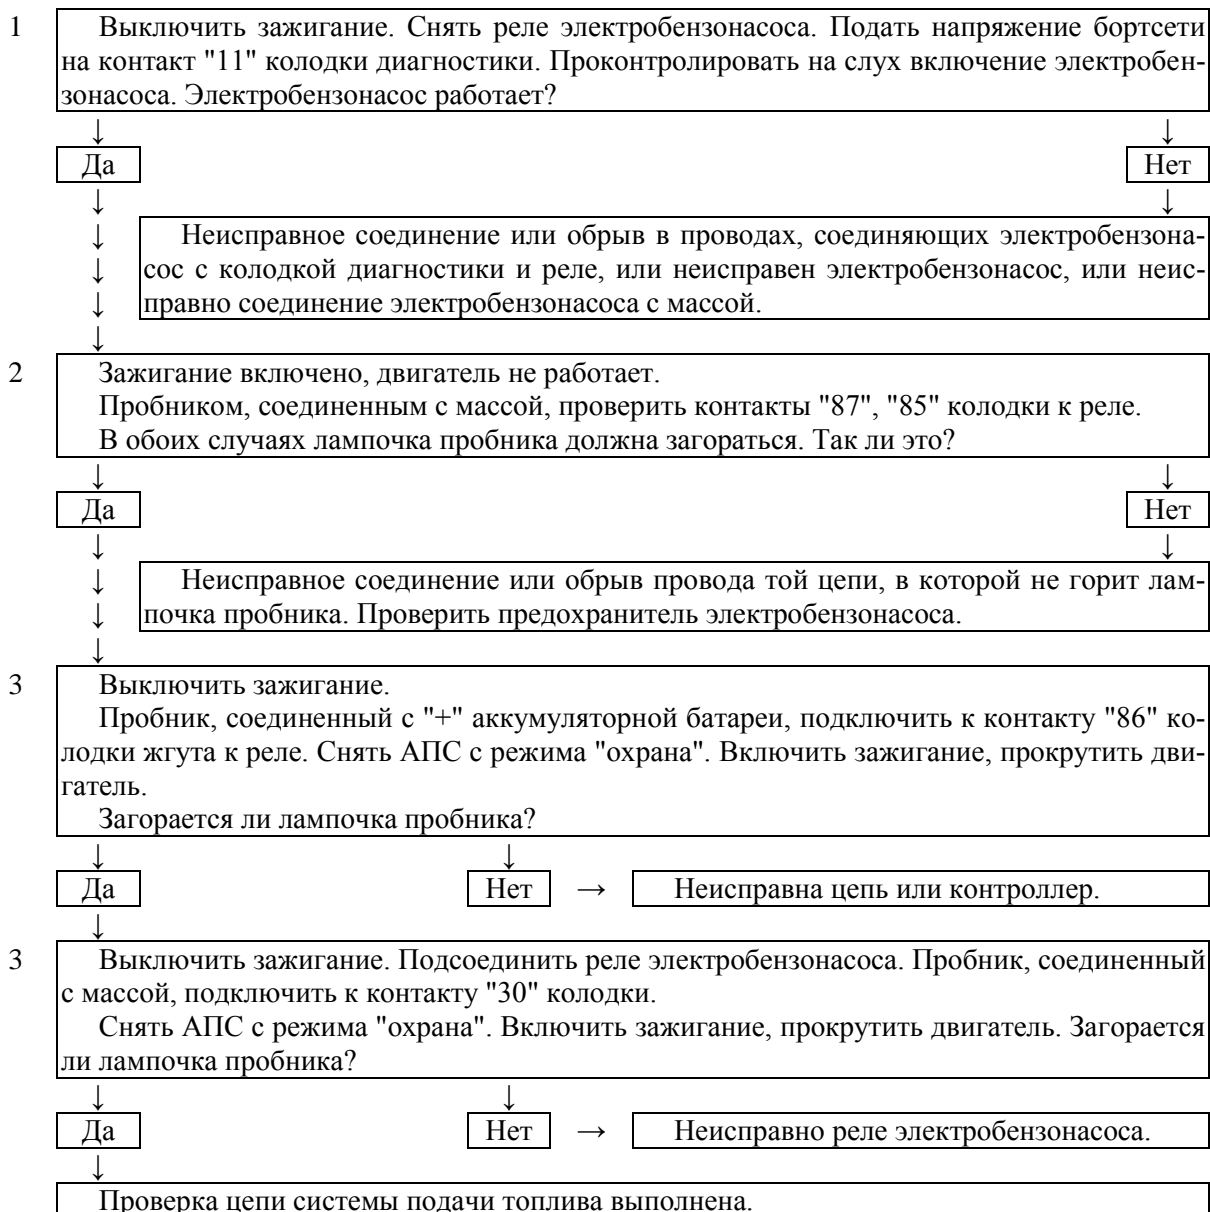 1 Выключить зажигание. Снять реле электробензонасоса. Подать напряжение бортсети
на контакт "11" колодки диагностики. Проконтролировать на слух включение электробен-
зонасоса. Электробензонасос работает?
↓ ↓
Да Нет
↓ ↓
↓ Неисправное соединение или обрыв в проводах, соединяющих электробензона-
↓ сос с колодкой диагностики и реле, или неисправен электробензонасос, или неис-
↓ правно соединение электробензонасоса с массой.
↓
2 Зажигание включено, двигатель не работает.
Пробником, соединенным с массой, проверить контакты "87", "85" колодки к реле.
В обоих случаях лампочка пробника должна загораться. Так ли это?
↓ ↓
Да Нет
↓ ↓
↓ Неисправное соединение или обрыв провода той цепи, в которой не горит лам-
↓ почка пробника. Проверить предохранитель электробензонасоса.
↓
3 Выключить зажигание.
Пробник, соединенный с "+" аккумуляторной батареи, подключить к контакту "86" ко-
лодки жгута к реле. Снять АПС с режима "охрана". Включить зажигание, прокрутить дви-
гатель.
Загорается ли лампочка пробника?
↓ ↓
Да Нет → Неисправна цепь или контроллер.
↓
3 Выключить зажигание. Подсоединить реле электробензонасоса. Пробник, соединенный
с массой, подключить к контакту "30" колодки.
Снять АПС с режима "охрана". Включить зажигание, прокрутить двигатель. Загорается
ли лампочка пробника?
↓ ↓
Да Нет → Неисправно реле электробензонасоса.
↓
Проверка цепи системы подачи топлива выполнена.